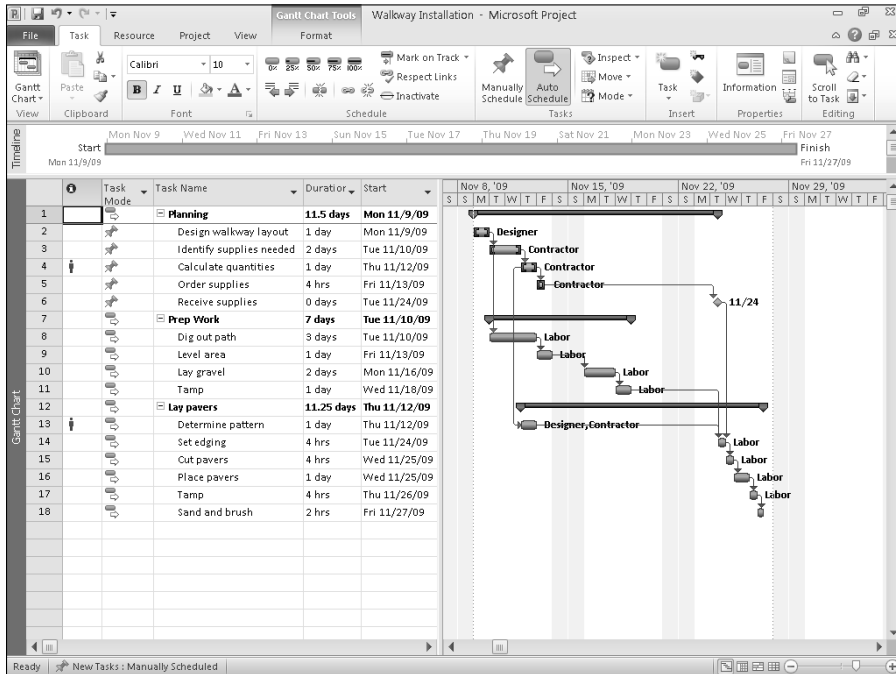 Gantt Chart Tools Walkway Installation - Microsoft Project
File Task Resource Project View Format
Gantt Chart
Paste
Calibri 10
B I U A
0% 25% 50% 75% 100%
Mark on Track
Respect Links
Inactivate
Manually Schedule
Auto Schedule
Inspect
Move
Mode
Task
Information
Scroll to Task
View Clipboard Font Schedule Tasks Insert Properties Editing
Timeline
Mon Nov 9 Wed Nov 11 Fri Nov 13 Sun Nov 15 Tue Nov 17 Thu Nov 19 Sat Nov 21 Mon Nov 23 Wed Nov 25 Fri Nov 27
Start
Mon 11/9/09
Finish
Fri 11/27/09
Gantt Chart
Task Mode Task Name Duration Start
Nov 8, '09 Nov 15, '09 Nov 22, '09 Nov 29, '09
S S M T W T F S S M T W T F S S M T W T F S S M T W T F
1 Planning 11.5 days Mon 11/9/09
2 Design walkway layout 1 day Mon 11/9/09 Designer
3 Identify supplies needed 2 days Tue 11/10/09 Contractor
4 Calculate quantities 1 day Thu 11/12/09 Contractor
5 Order supplies 4 hrs Fri 11/13/09 Contractor
6 Receive supplies 0 days Tue 11/24/09 11/24
7 Prep Work 7 days Tue 11/10/09
8 Dig out path 3 days Tue 11/10/09 Labor
9 Level area 1 day Fri 11/13/09 Labor
10 Lay gravel 2 days Mon 11/16/09 Labor
11 Tamp 1 day Wed 11/18/09 Labor
12 Lay pavers 11.25 days Thu 11/12/09
13 Determine pattern 1 day Thu 11/12/09 Designer,Contractor
14 Set edging 4 hrs Tue 11/24/09 Labor
15 Cut pavers 4 hrs Wed 11/25/09 Labor
16 Place pavers 1 day Wed 11/25/09 Labor
17 Tamp 4 hrs Thu 11/26/09 Labor
18 Sand and brush 2 hrs Fri 11/27/09
Ready New Tasks : Manually Scheduled